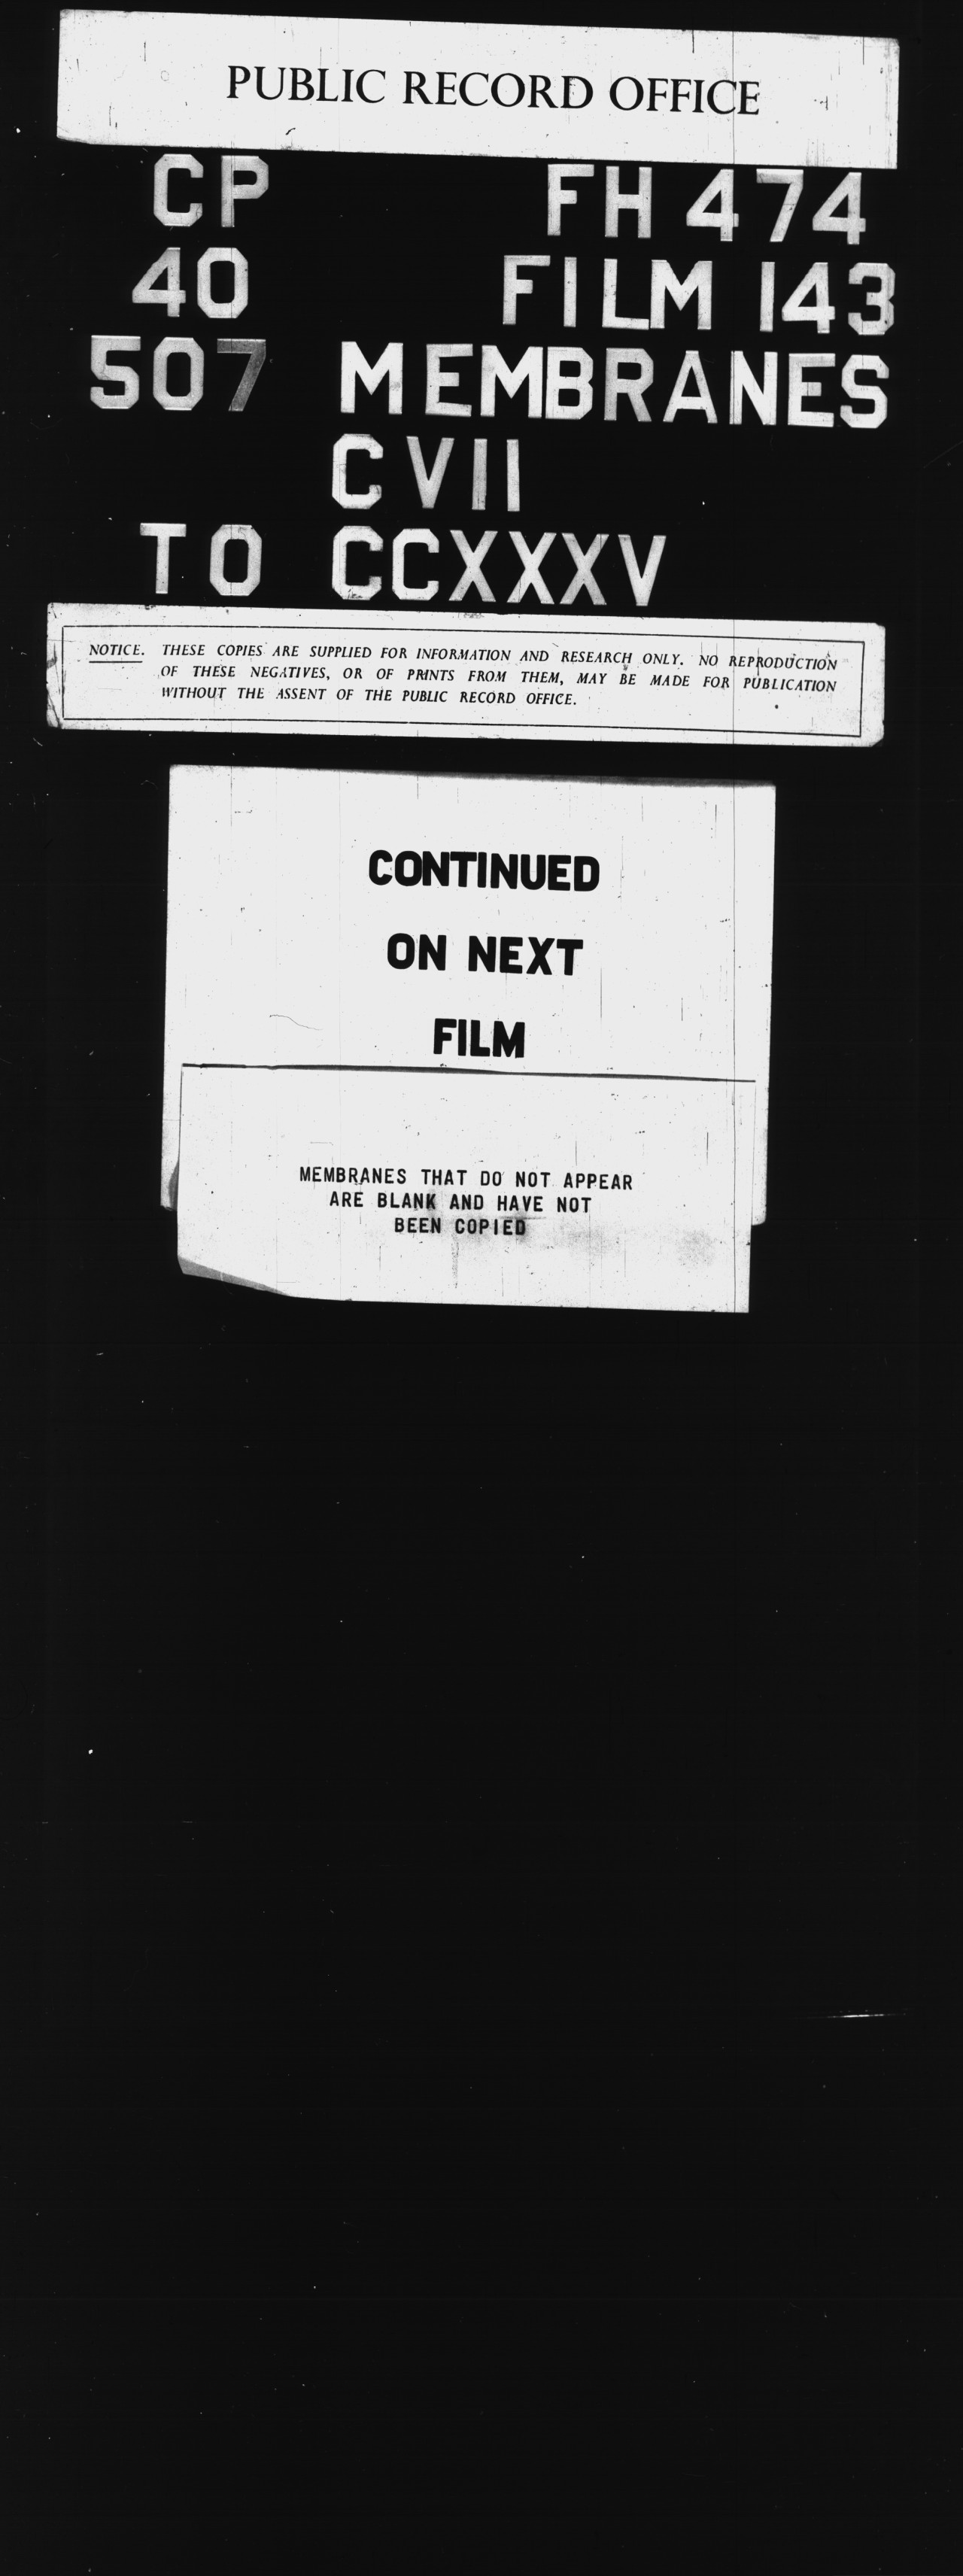 PUBLIC RECORD OFFICE
CP FH 474
40 FILM 143
507 MEMBRANES
CVII
TO CCXXXV
NOTICE. THESE COPIES ARE SUPPLIED FOR INFORMATION AND RESEARCH ONLY. NO REPRODUCTION
OF THESE NEGATIVES, OR OF PRINTS FROM THEM, MAY BE MADE FOR PUBLICATION
WITHOUT THE ASSENT OF THE PUBLIC RECORD OFFICE.
CONTINUED
ON NEXT
FILM
MEMBRANES THAT DO NOT APPEAR
ARE BLANK AND HAVE NOT
BEEN COPIED